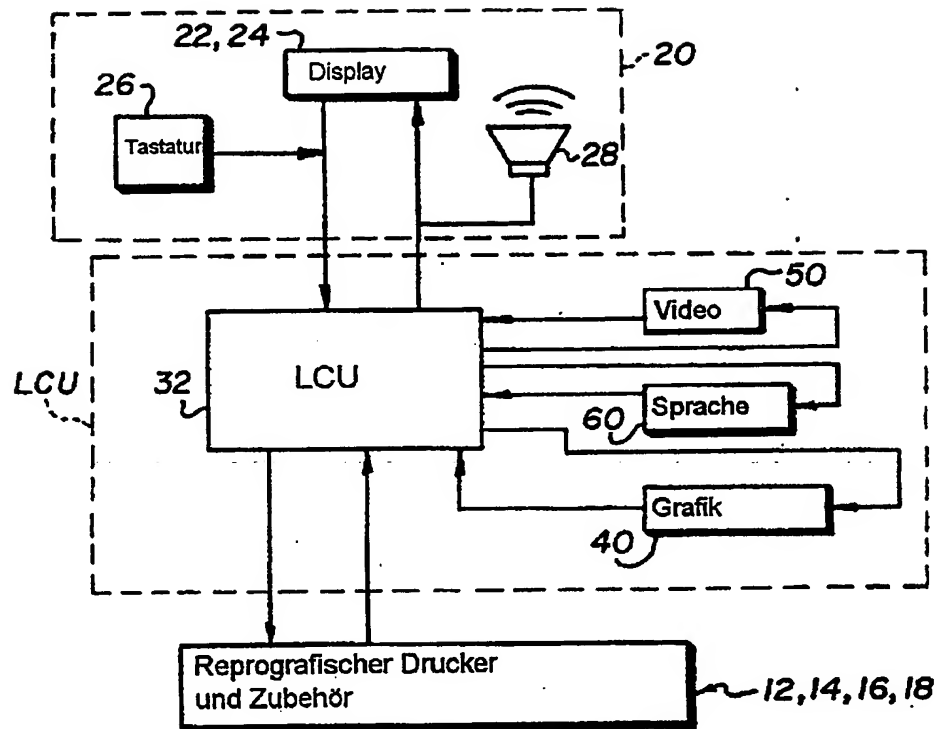 22, 24
20
Display
26
Tastatur
28
50
Video
LCU
32
LCU
Sprache
60
Grafik
40
Reprografischer Drucker
und Zubehör
12, 14, 16, 18